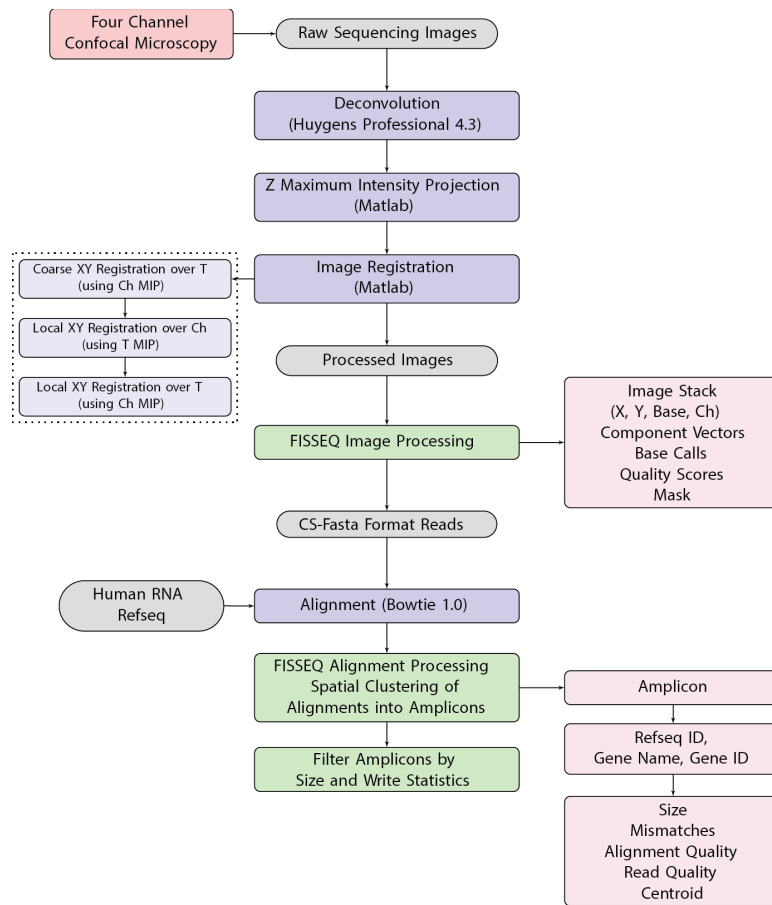 Four Channel
Confocal Microscopy
Raw Sequencing Images
Deconvolution
(Huygens Professional 4.3)
Z Maximum Intensity Projection
(Matlab)
Image Registration
(Matlab)
Coarse XY Registration over T
(using Ch MIP)
Local XY Registration over Ch
(using T MIP)
Local XY Registration over T
(using Ch MIP)
Processed Images
FISSEQ Image Processing
Image Stack
(X, Y, Base, Ch)
Component Vectors
Base Calls
Quality Scores
Mask
CS-Fasta Format Reads
Human RNA
Refseq
Alignment (Bowtie 1.0)
FISSEQ Alignment Processing
Spatial Clustering of
Alignments into Amplicons
Amplicon
Refseq ID,
Gene Name, Gene ID
Filter Amplicons by
Size and Write Statistics
Size
Mismatches
Alignment Quality
Read Quality
Centroid